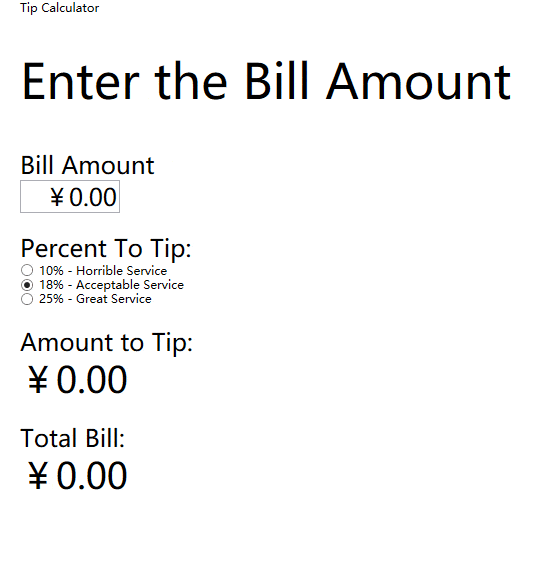 Tip Calculator
Enter the Bill Amount
Bill Amount
¥0.00
Percent To Tip:
10% - Horrible Service
18% - Acceptable Service
25% - Great Service
Amount to Tip:
¥0.00
Total Bill:
¥0.00